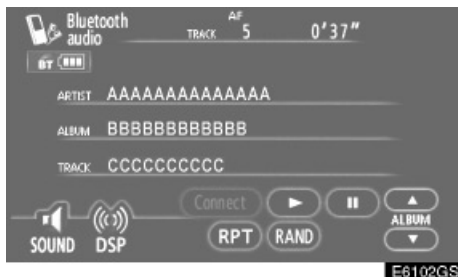 Bluetooth audio
AF
TRACK 5 0'37"
BT
ARTIST AAAAAAAAAAAAAA
ALBUM BBBBBBBBBBBB
TRACK CCCCCCCCCC
Connect
ALBUM
SOUND DSP RPT RAND
E6102GS